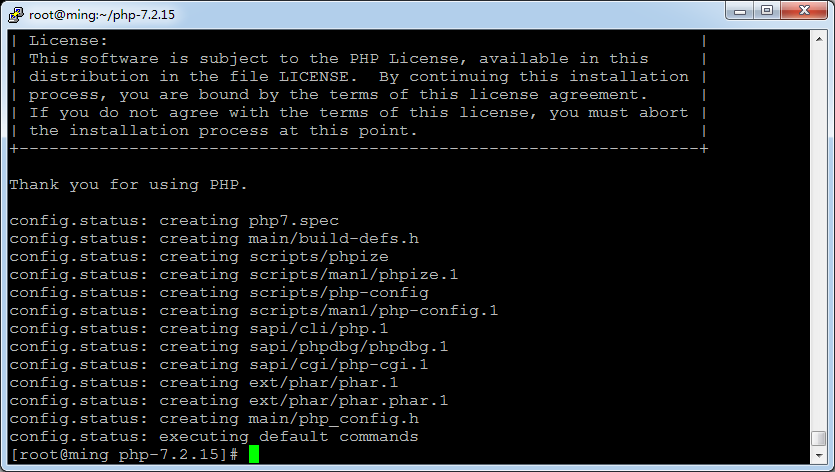 root@ming:~/php-7.2.15
| License:                                                           |
| This software is subject to the PHP License, available in this     |
| distribution in the file LICENSE.  By continuing this installation |
| process, you are bound by the terms of this license agreement.     |
| If you do not agree with the terms of this license, you must abort |
| the installation process at this point.                            |
+--------------------------------------------------------------------+
Thank you for using PHP.
config.status: creating php7.spec
config.status: creating main/build-defs.h
config.status: creating scripts/phpize
config.status: creating scripts/man1/phpize.1
config.status: creating scripts/php-config
config.status: creating scripts/man1/php-config.1
config.status: creating sapi/cli/php.1
config.status: creating sapi/phpdbg/phpdbg.1
config.status: creating sapi/cgi/php-cgi.1
config.status: creating ext/phar/phar.1
config.status: creating ext/phar/phar.phar.1
config.status: creating main/php_config.h
config.status: executing default commands
[root@ming php-7.2.15]#